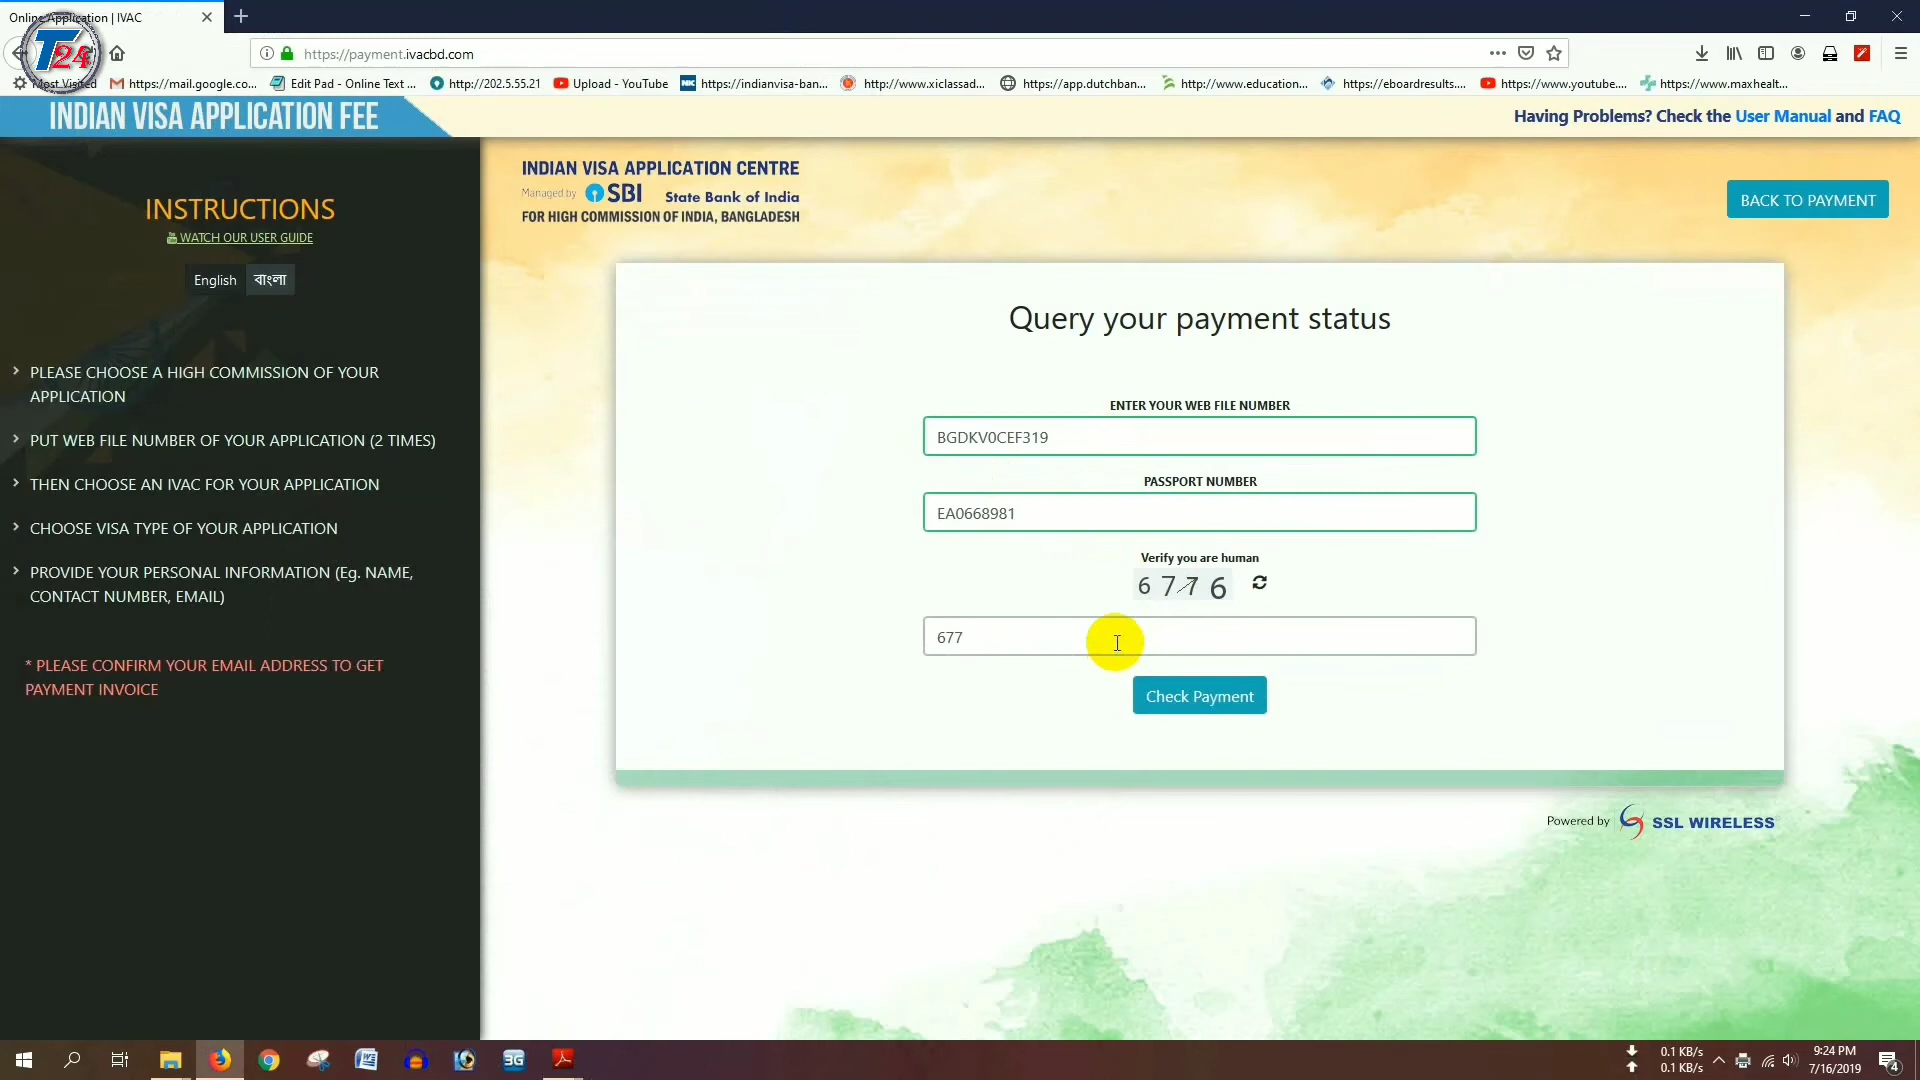 Online Application | IVAC
T24
https://payment.ivacbd.com
Most Visited
https://mail.google.co...
Edit Pad - Online Text ...
http://202.5.55.21
Upload - YouTube
NK
https://indianvisa-ban...
http://www.xiclassad...
https://app.dutchban...
http://www.education...
https://eboardresults....
https://www.youtube....
https://www.maxhealt...
INDIAN VISA APPLICATION FEE
Having Problems? Check the User Manual and FAQ
INSTRUCTIONS
WATCH OUR USER GUIDE
English
বাংলা
PLEASE CHOOSE A HIGH COMMISSION OF YOUR
APPLICATION
PUT WEB FILE NUMBER OF YOUR APPLICATION (2 TIMES)
THEN CHOOSE AN IVAC FOR YOUR APPLICATION
CHOOSE VISA TYPE OF YOUR APPLICATION
PROVIDE YOUR PERSONAL INFORMATION (Eg. NAME,
CONTACT NUMBER, EMAIL)
* PLEASE CONFIRM YOUR EMAIL ADDRESS TO GET
PAYMENT INVOICE
INDIAN VISA APPLICATION CENTRE
Managed by SBI State Bank of India
FOR HIGH COMMISSION OF INDIA, BANGLADESH
BACK TO PAYMENT
Query your payment status
ENTER YOUR WEB FILE NUMBER
BGDKV0CEF319
PASSPORT NUMBER
EA0668981
Verify you are human
6 7 7 6
677
Check Payment
Powered by SSL WIRELESS
3G
0.1 KB/s
0.1 KB/s
9:24 PM
7/16/2019
4